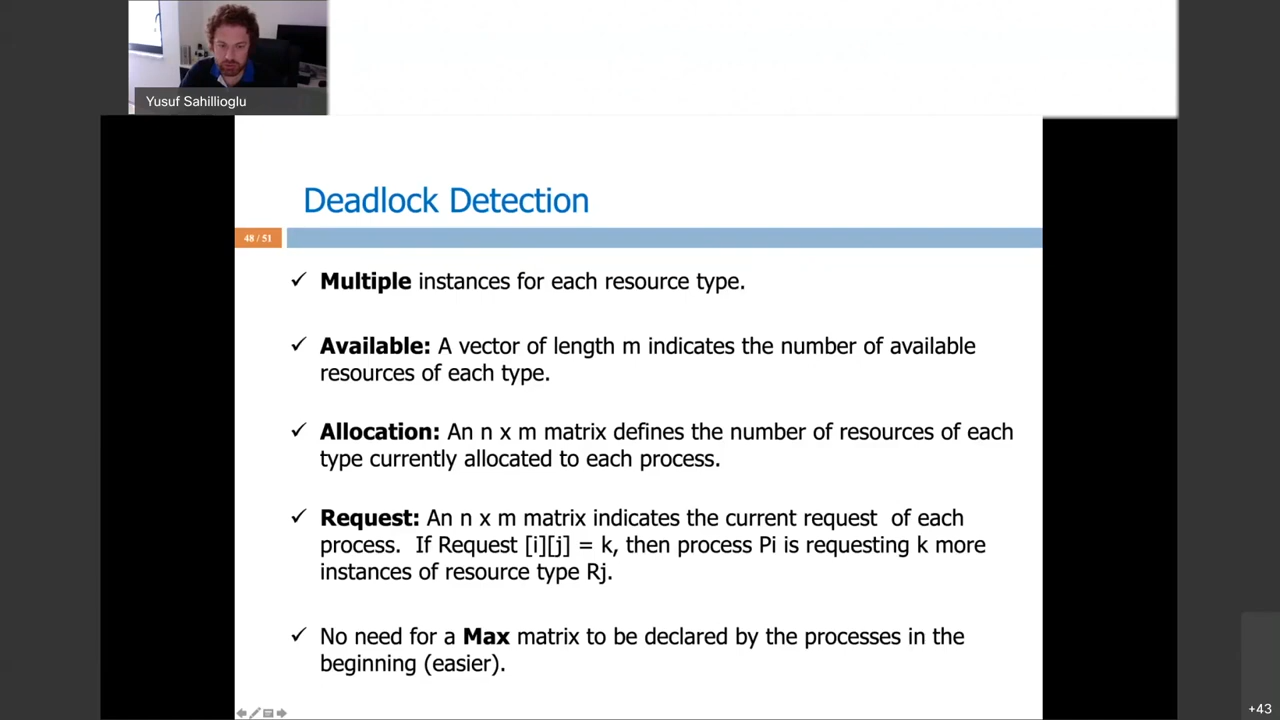 Yusuf Sahillioglu
Deadlock Detection
48 / 51
✓ Multiple instances for each resource type.
✓ Available: A vector of length m indicates the number of available
resources of each type.
✓ Allocation: An n x m matrix defines the number of resources of each
type currently allocated to each process.
✓ Request: An n x m matrix indicates the current request  of each
process.  If Request [i][j] = k, then process Pi is requesting k more
instances of resource type Rj.
✓ No need for a Max matrix to be declared by the processes in the
beginning (easier).
+43